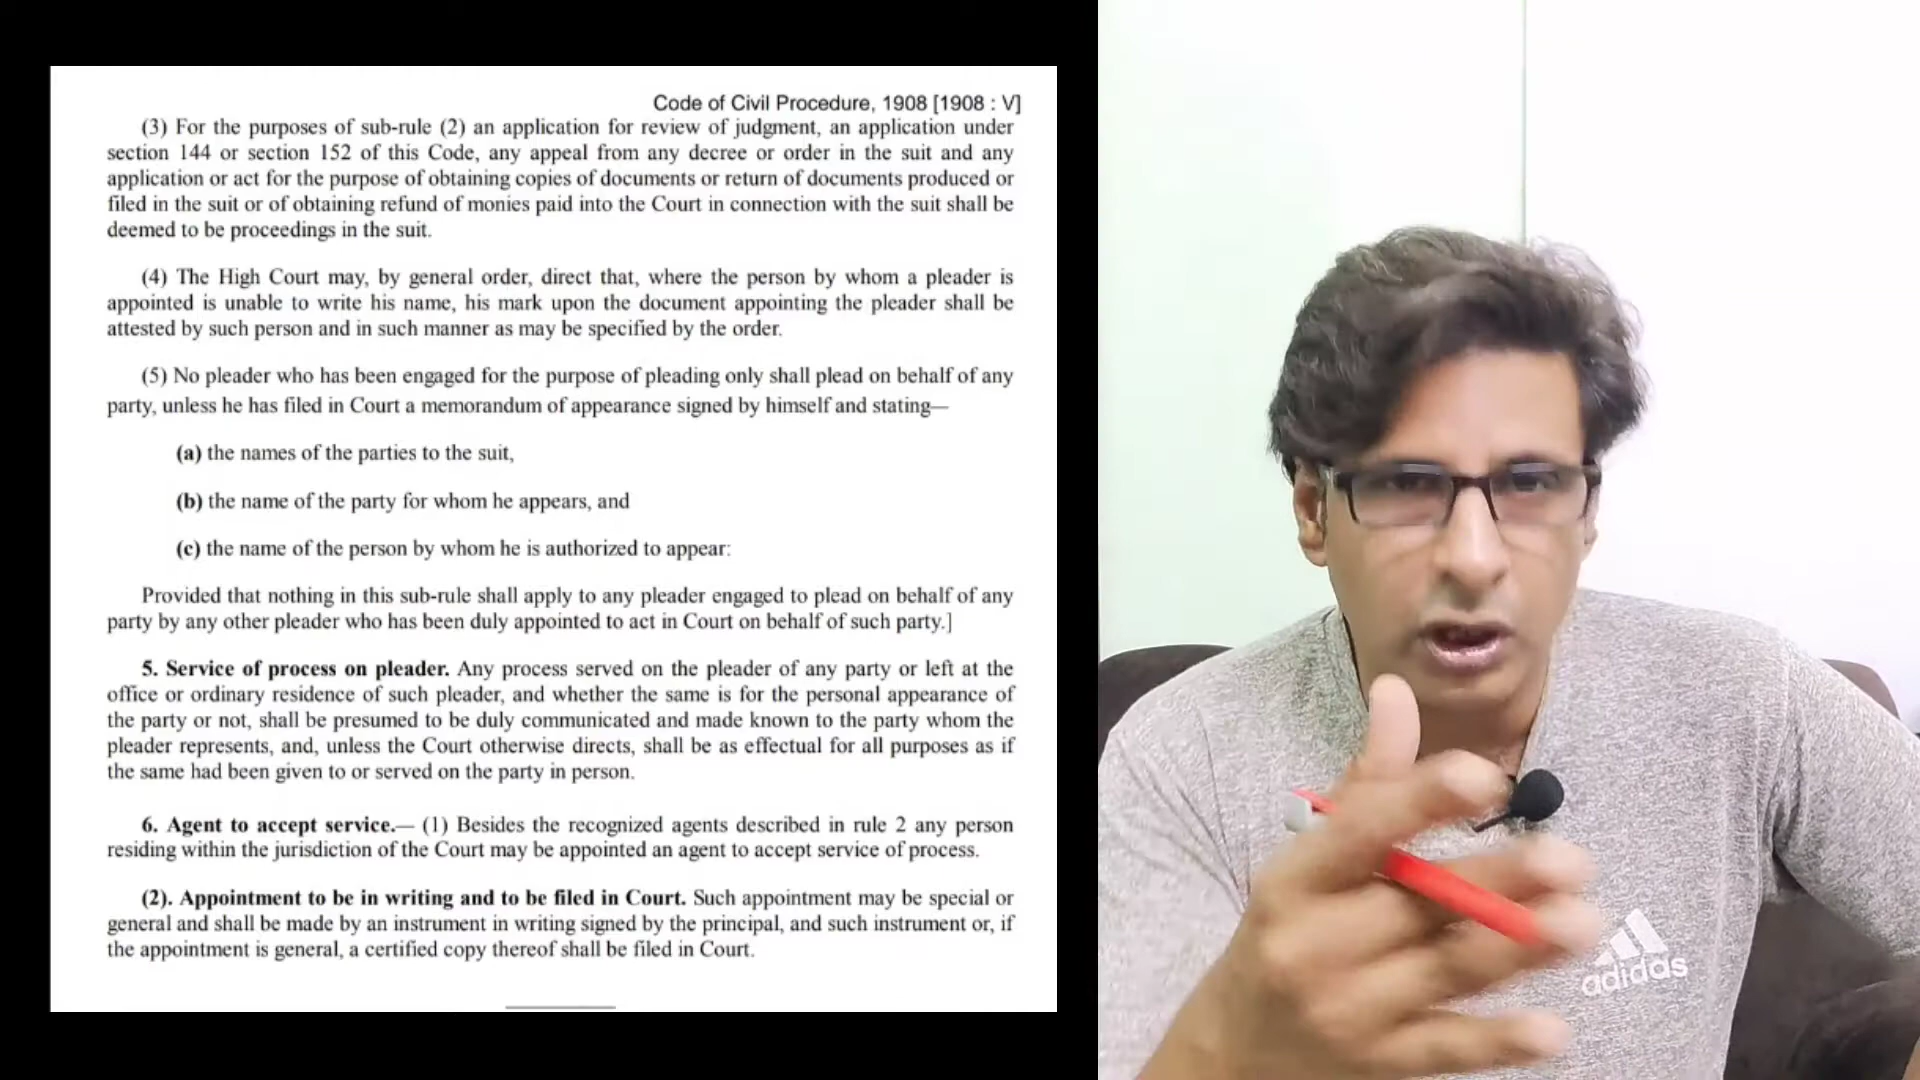 Code of Civil Procedure, 1908 [1908 : V]
(3) For the purposes of sub-rule (2) an application for review of judgment, an application under
section 144 or section 152 of this Code, any appeal from any decree or order in the suit and any
application or act for the purpose of obtaining copies of documents or return of documents produced or
filed in the suit or of obtaining refund of monies paid into the Court in connection with the suit shall be
deemed to be proceedings in the suit.
(4) The High Court may, by general order, direct that, where the person by whom a pleader is
appointed is unable to write his name, his mark upon the document appointing the pleader shall be
attested by such person and in such manner as may be specified by the order.
(5) No pleader who has been engaged for the purpose of pleading only shall plead on behalf of any
party, unless he has filed in Court a memorandum of appearance signed by himself and stating—
(a) the names of the parties to the suit,
(b) the name of the party for whom he appears, and
(c) the name of the person by whom he is authorized to appear:
Provided that nothing in this sub-rule shall apply to any pleader engaged to plead on behalf of any
party by any other pleader who has been duly appointed to act in Court on behalf of such party.]
5. Service of process on pleader. Any process served on the pleader of any party or left at the
office or ordinary residence of such pleader, and whether the same is for the personal appearance of
the party or not, shall be presumed to be duly communicated and made known to the party whom the
pleader represents, and, unless the Court otherwise directs, shall be as effectual for all purposes as if
the same had been given to or served on the party in person.
6. Agent to accept service.— (1) Besides the recognized agents described in rule 2 any person
residing within the jurisdiction of the Court may be appointed an agent to accept service of process.
(2). Appointment to be in writing and to be filed in Court. Such appointment may be special or
general and shall be made by an instrument in writing signed by the principal, and such instrument or, if
the appointment is general, a certified copy thereof shall be filed in Court.
adidas